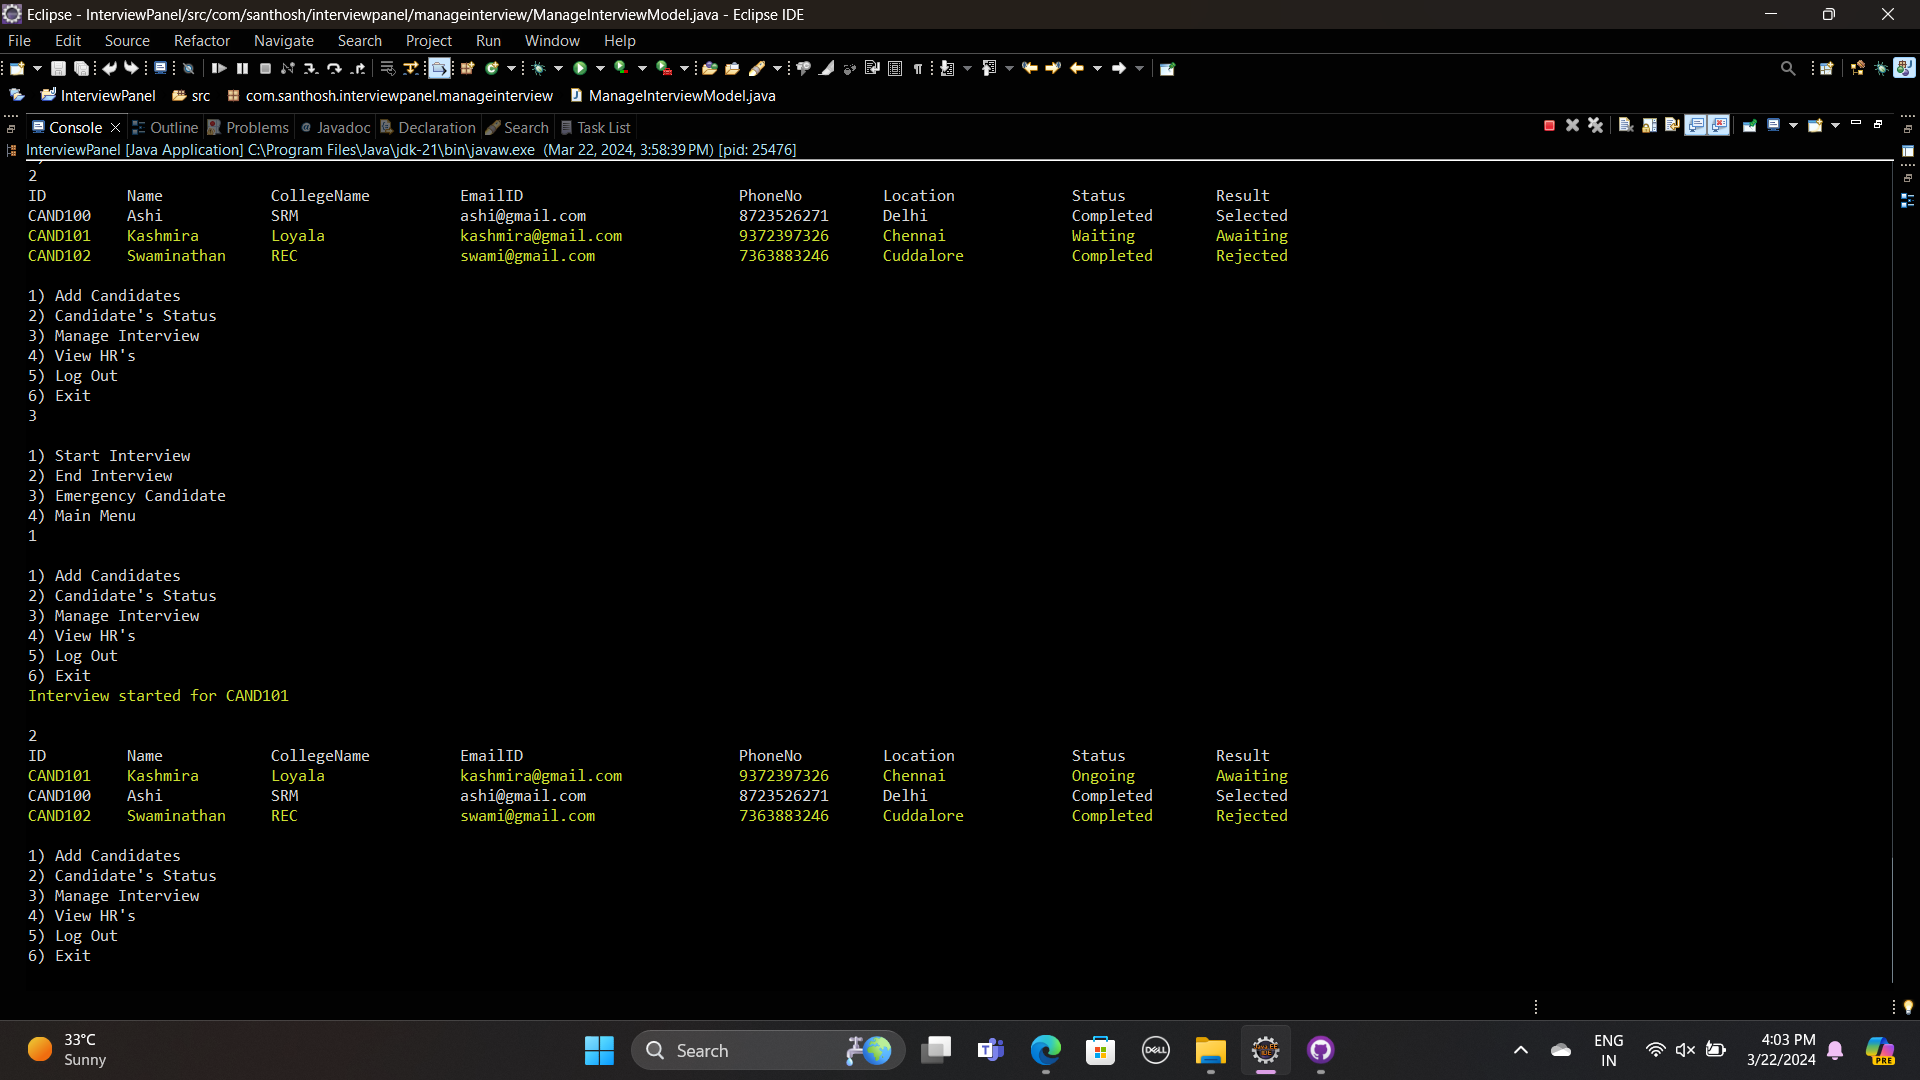 Eclipse - InterviewPanel/src/com/santhosh/interviewpanel/manageinterview/ManageInterviewModel.java - Eclipse IDE
File Edit Source Refactor Navigate Search Project Run Window Help
InterviewPanel src com.santhosh.interviewpanel.manageinterview ManageInterviewModel.java
Console Outline Problems Javadoc Declaration Search Task List
InterviewPanel [Java Application] C:\Program Files\Java\jdk-21\bin\javaw.exe (Mar 22, 2024, 3:58:39 PM) [pid: 25476]
2
ID Name CollegeName EmailID PhoneNo Location Status Result
CAND100 Ashi SRM ashi@gmail.com 8723526271 Delhi Completed Selected
CAND101 Kashmira Loyala kashmira@gmail.com 9372397326 Chennai Waiting Awaiting
CAND102 Swaminathan REC swami@gmail.com 7363883246 Cuddalore Completed Rejected
1) Add Candidates
2) Candidate's Status
3) Manage Interview
4) View HR's
5) Log Out
6) Exit
3
1) Start Interview
2) End Interview
3) Emergency Candidate
4) Main Menu
1
1) Add Candidates
2) Candidate's Status
3) Manage Interview
4) View HR's
5) Log Out
6) Exit
Interview started for CAND101
2
ID Name CollegeName EmailID PhoneNo Location Status Result
CAND101 Kashmira Loyala kashmira@gmail.com 9372397326 Chennai Ongoing Awaiting
CAND100 Ashi SRM ashi@gmail.com 8723526271 Delhi Completed Selected
CAND102 Swaminathan REC swami@gmail.com 7363883246 Cuddalore Completed Rejected
1) Add Candidates
2) Candidate's Status
3) Manage Interview
4) View HR's
5) Log Out
6) Exit
33°C
Sunny
Search
DELL
ENG
IN
4:03 PM
3/22/2024
PRE